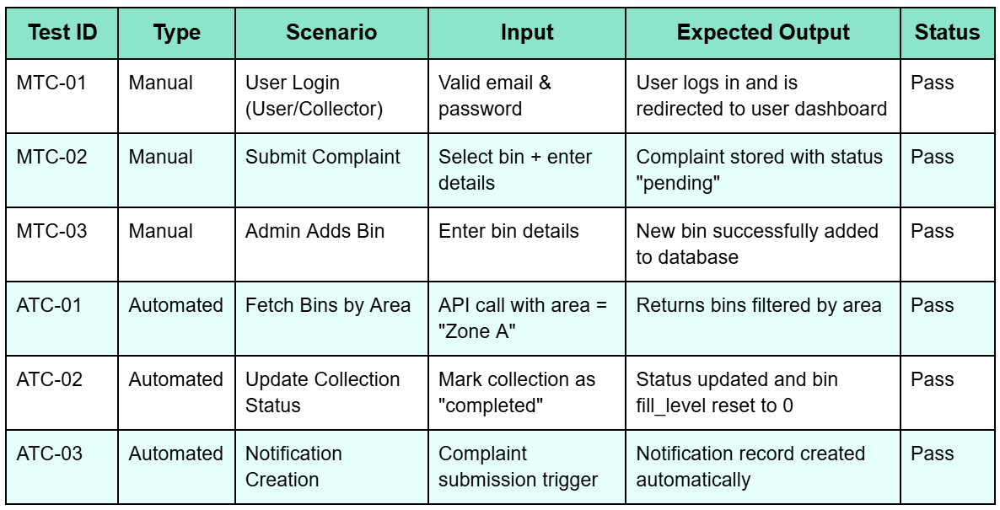 Test ID Type Scenario Input Expected Output Status
MTC-01 Manual User Login Valid email & User logs in and is Pass
(User/Collector) password redirected to user dashboard
MTC-02 Manual Submit Complaint Select bin + enter Complaint stored with status Pass
details "pending"
MTC-03 Manual Admin Adds Bin Enter bin details New bin successfully added Pass
to database
ATC-01 Automated Fetch Bins by Area API call with area = Returns bins filtered by area Pass
"Zone A"
ATC-02 Automated Update Collection Mark collection as Status updated and bin Pass
Status "completed" fill_level reset to 0
ATC-03 Automated Notification Complaint Notification record created Pass
Creation submission trigger automatically